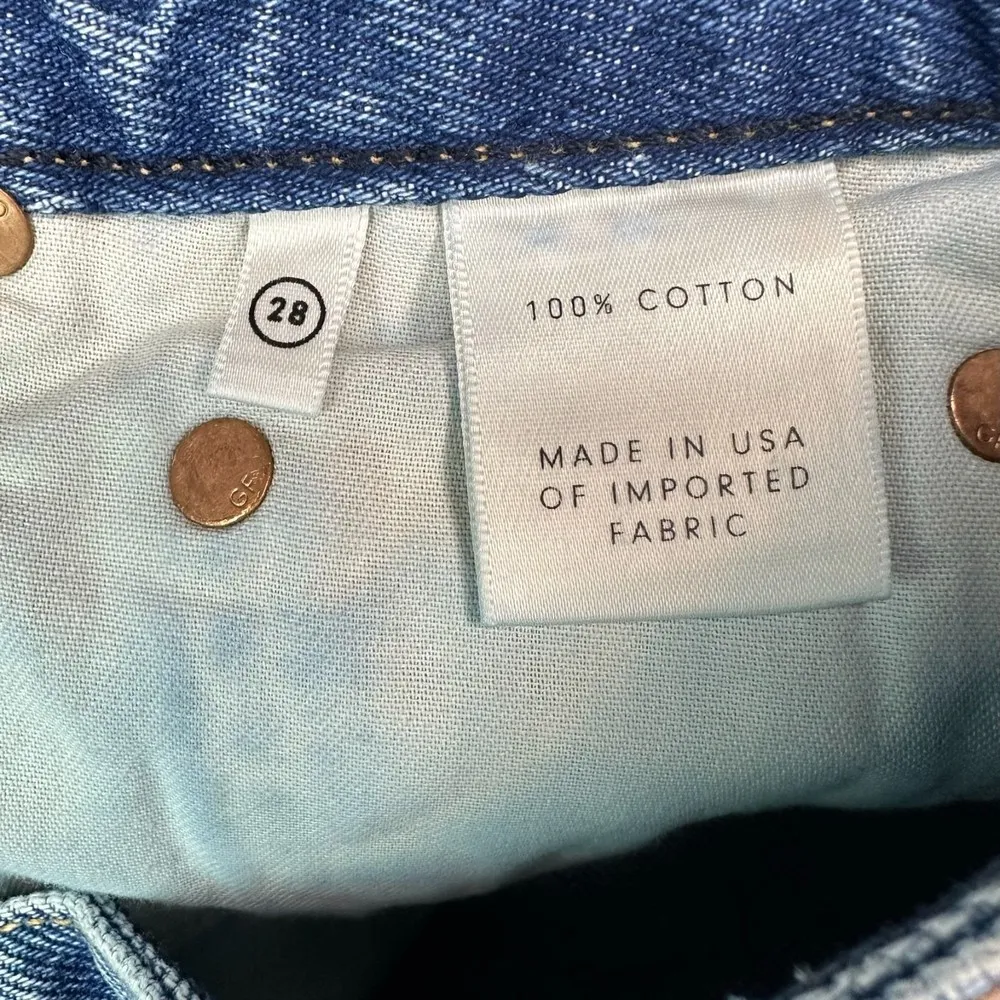 28
100% COTTON
MADE IN USA
OF IMPORTED
FABRIC